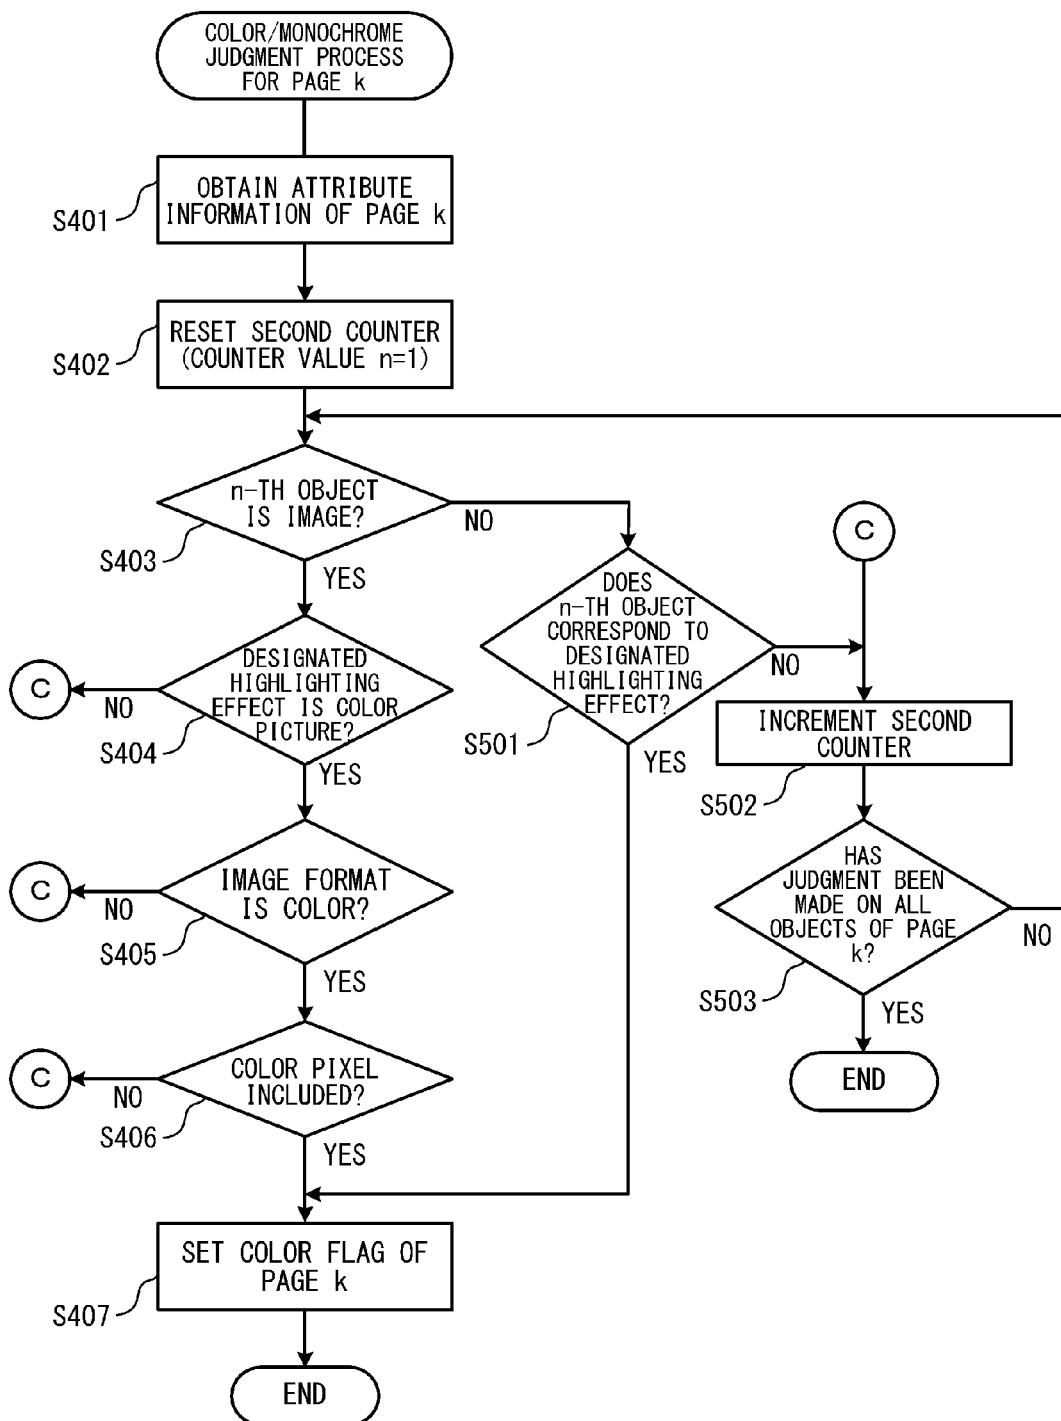 COLOR/MONOCHROME
JUDGMENT PROCESS
FOR PAGE k
OBTAIN ATTRIBUTE
INFORMATION OF PAGE k
S401
RESET SECOND COUNTER
(COUNTER VALUE n=1)
S402
n-TH OBJECT
IS IMAGE?
NO
S403
YES
DESIGNATED
HIGHLIGHTING
EFFECT IS COLOR
PICTURE?
C
NO
S404
YES
IMAGE FORMAT
IS COLOR?
C
NO
S405
YES
COLOR PIXEL
INCLUDED?
C
NO
S406
YES
SET COLOR FLAG OF
PAGE k
S407
END
DOES
n-TH OBJECT
CORRESPOND TO
DESIGNATED
HIGHLIGHTING
EFFECT?
NO
S501
YES
C
INCREMENT SECOND
COUNTER
S502
HAS
JUDGMENT BEEN
MADE ON ALL
OBJECTS OF PAGE
k?
NO
S503
YES
END